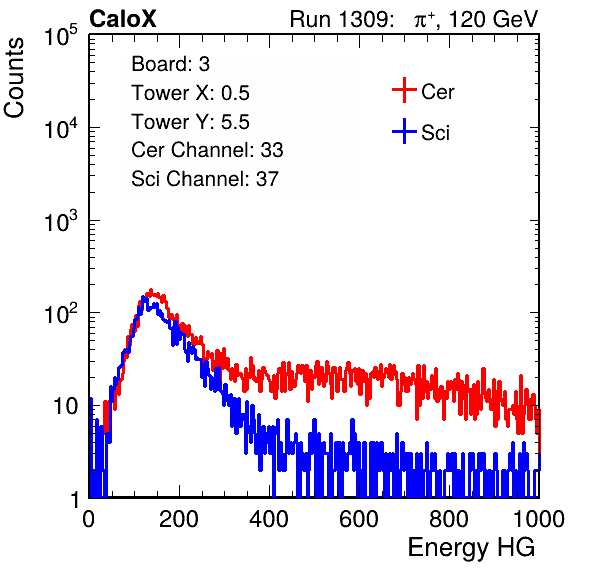 CaloX Run 1309: π⁺, 120 GeV
Counts
Board: 3
Tower X: 0.5
Tower Y: 5.5
Cer Channel: 33
Sci Channel: 37
Cer
Sci
10⁵
10⁴
10³
10²
10
1
0 200 400 600 800 1000
Energy HG